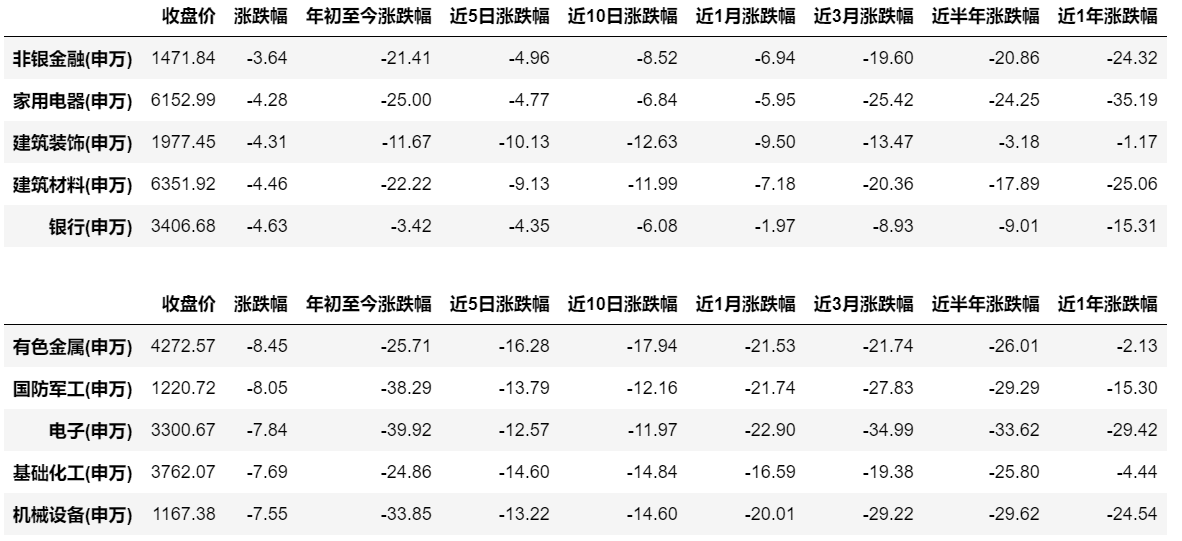 收盘价 涨跌幅 年初至今涨跌幅 近5日涨跌幅 近10日涨跌幅 近1月涨跌幅 近3月涨跌幅 近半年涨跌幅 近1年涨跌幅
非银金融(申万) 1471.84 -3.64 -21.41 -4.96 -8.52 -6.94 -19.60 -20.86 -24.32
家用电器(申万) 6152.99 -4.28 -25.00 -4.77 -6.84 -5.95 -25.42 -24.25 -35.19
建筑装饰(申万) 1977.45 -4.31 -11.67 -10.13 -12.63 -9.50 -13.47 -3.18 -1.17
建筑材料(申万) 6351.92 -4.46 -22.22 -9.13 -11.99 -7.18 -20.36 -17.89 -25.06
银行(申万) 3406.68 -4.63 -3.42 -4.35 -6.08 -1.97 -8.93 -9.01 -15.31
收盘价 涨跌幅 年初至今涨跌幅 近5日涨跌幅 近10日涨跌幅 近1月涨跌幅 近3月涨跌幅 近半年涨跌幅 近1年涨跌幅
有色金属(申万) 4272.57 -8.45 -25.71 -16.28 -17.94 -21.53 -21.74 -26.01 -2.13
国防军工(申万) 1220.72 -8.05 -38.29 -13.79 -12.16 -21.74 -27.83 -29.29 -15.30
电子(申万) 3300.67 -7.84 -39.92 -12.57 -11.97 -22.90 -34.99 -33.62 -29.42
基础化工(申万) 3762.07 -7.69 -24.86 -14.60 -14.84 -16.59 -19.38 -25.80 -4.44
机械设备(申万) 1167.38 -7.55 -33.85 -13.22 -14.60 -20.01 -29.22 -29.62 -24.54